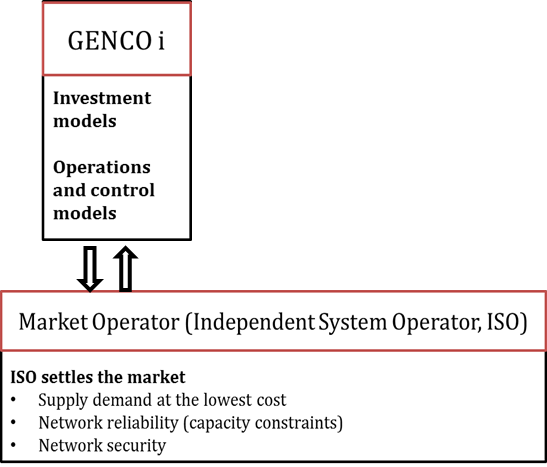 GENCO i
Investment
models
Operations
and control
models
Market Operator (Independent System Operator, ISO)
ISO settles the market
• Supply demand at the lowest cost
• Network reliability (capacity constraints)
• Network security